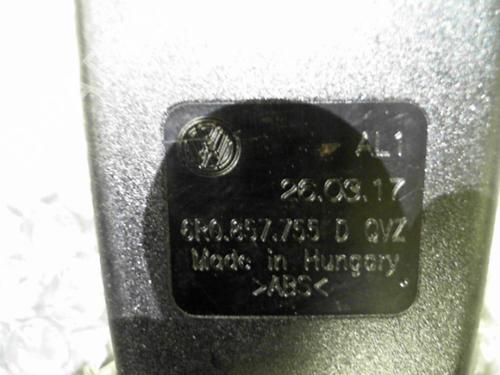 AL1
26.03.17
6R0.857.755 D QVZ
Made in Hungary
>ABS<